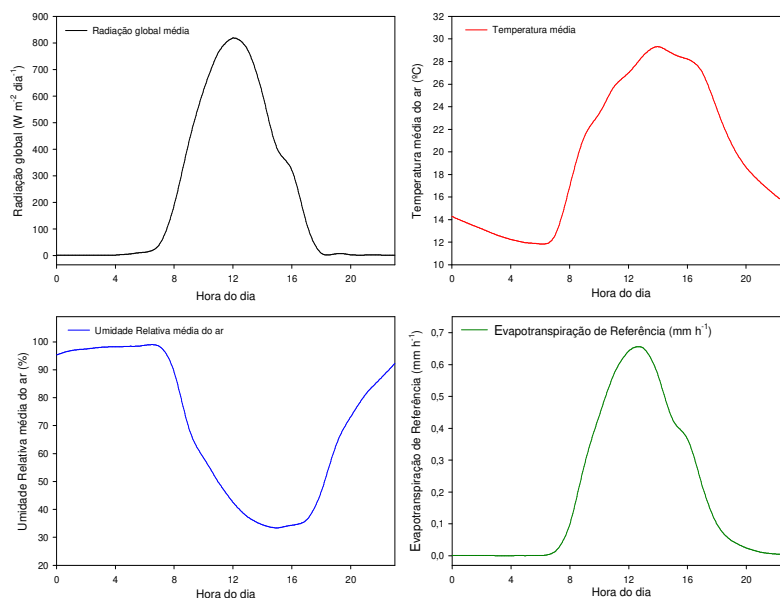 Radiação global média
Radiação global (W m⁻² dia⁻¹)
900
800
700
600
500
400
300
200
100
0
0 4 8 12 16 20
Hora do dia
Temperatura média
Temperatura média do ar (ºC)
32
30
28
26
24
22
20
18
16
14
12
10
0 4 8 12 16 20
Hora do dia
Umidade Relativa média do ar
Umidade Relativa média do ar (%)
100
90
80
70
60
50
40
30
20
0 4 8 12 16 20
Hora do dia
Evapotranspiração de Referência (mm h⁻¹)
Evapotranspiração de Referência (mm h⁻¹)
0,7
0,6
0,5
0,4
0,3
0,2
0,1
0,0
0 4 8 12 16 20
Hora do dia